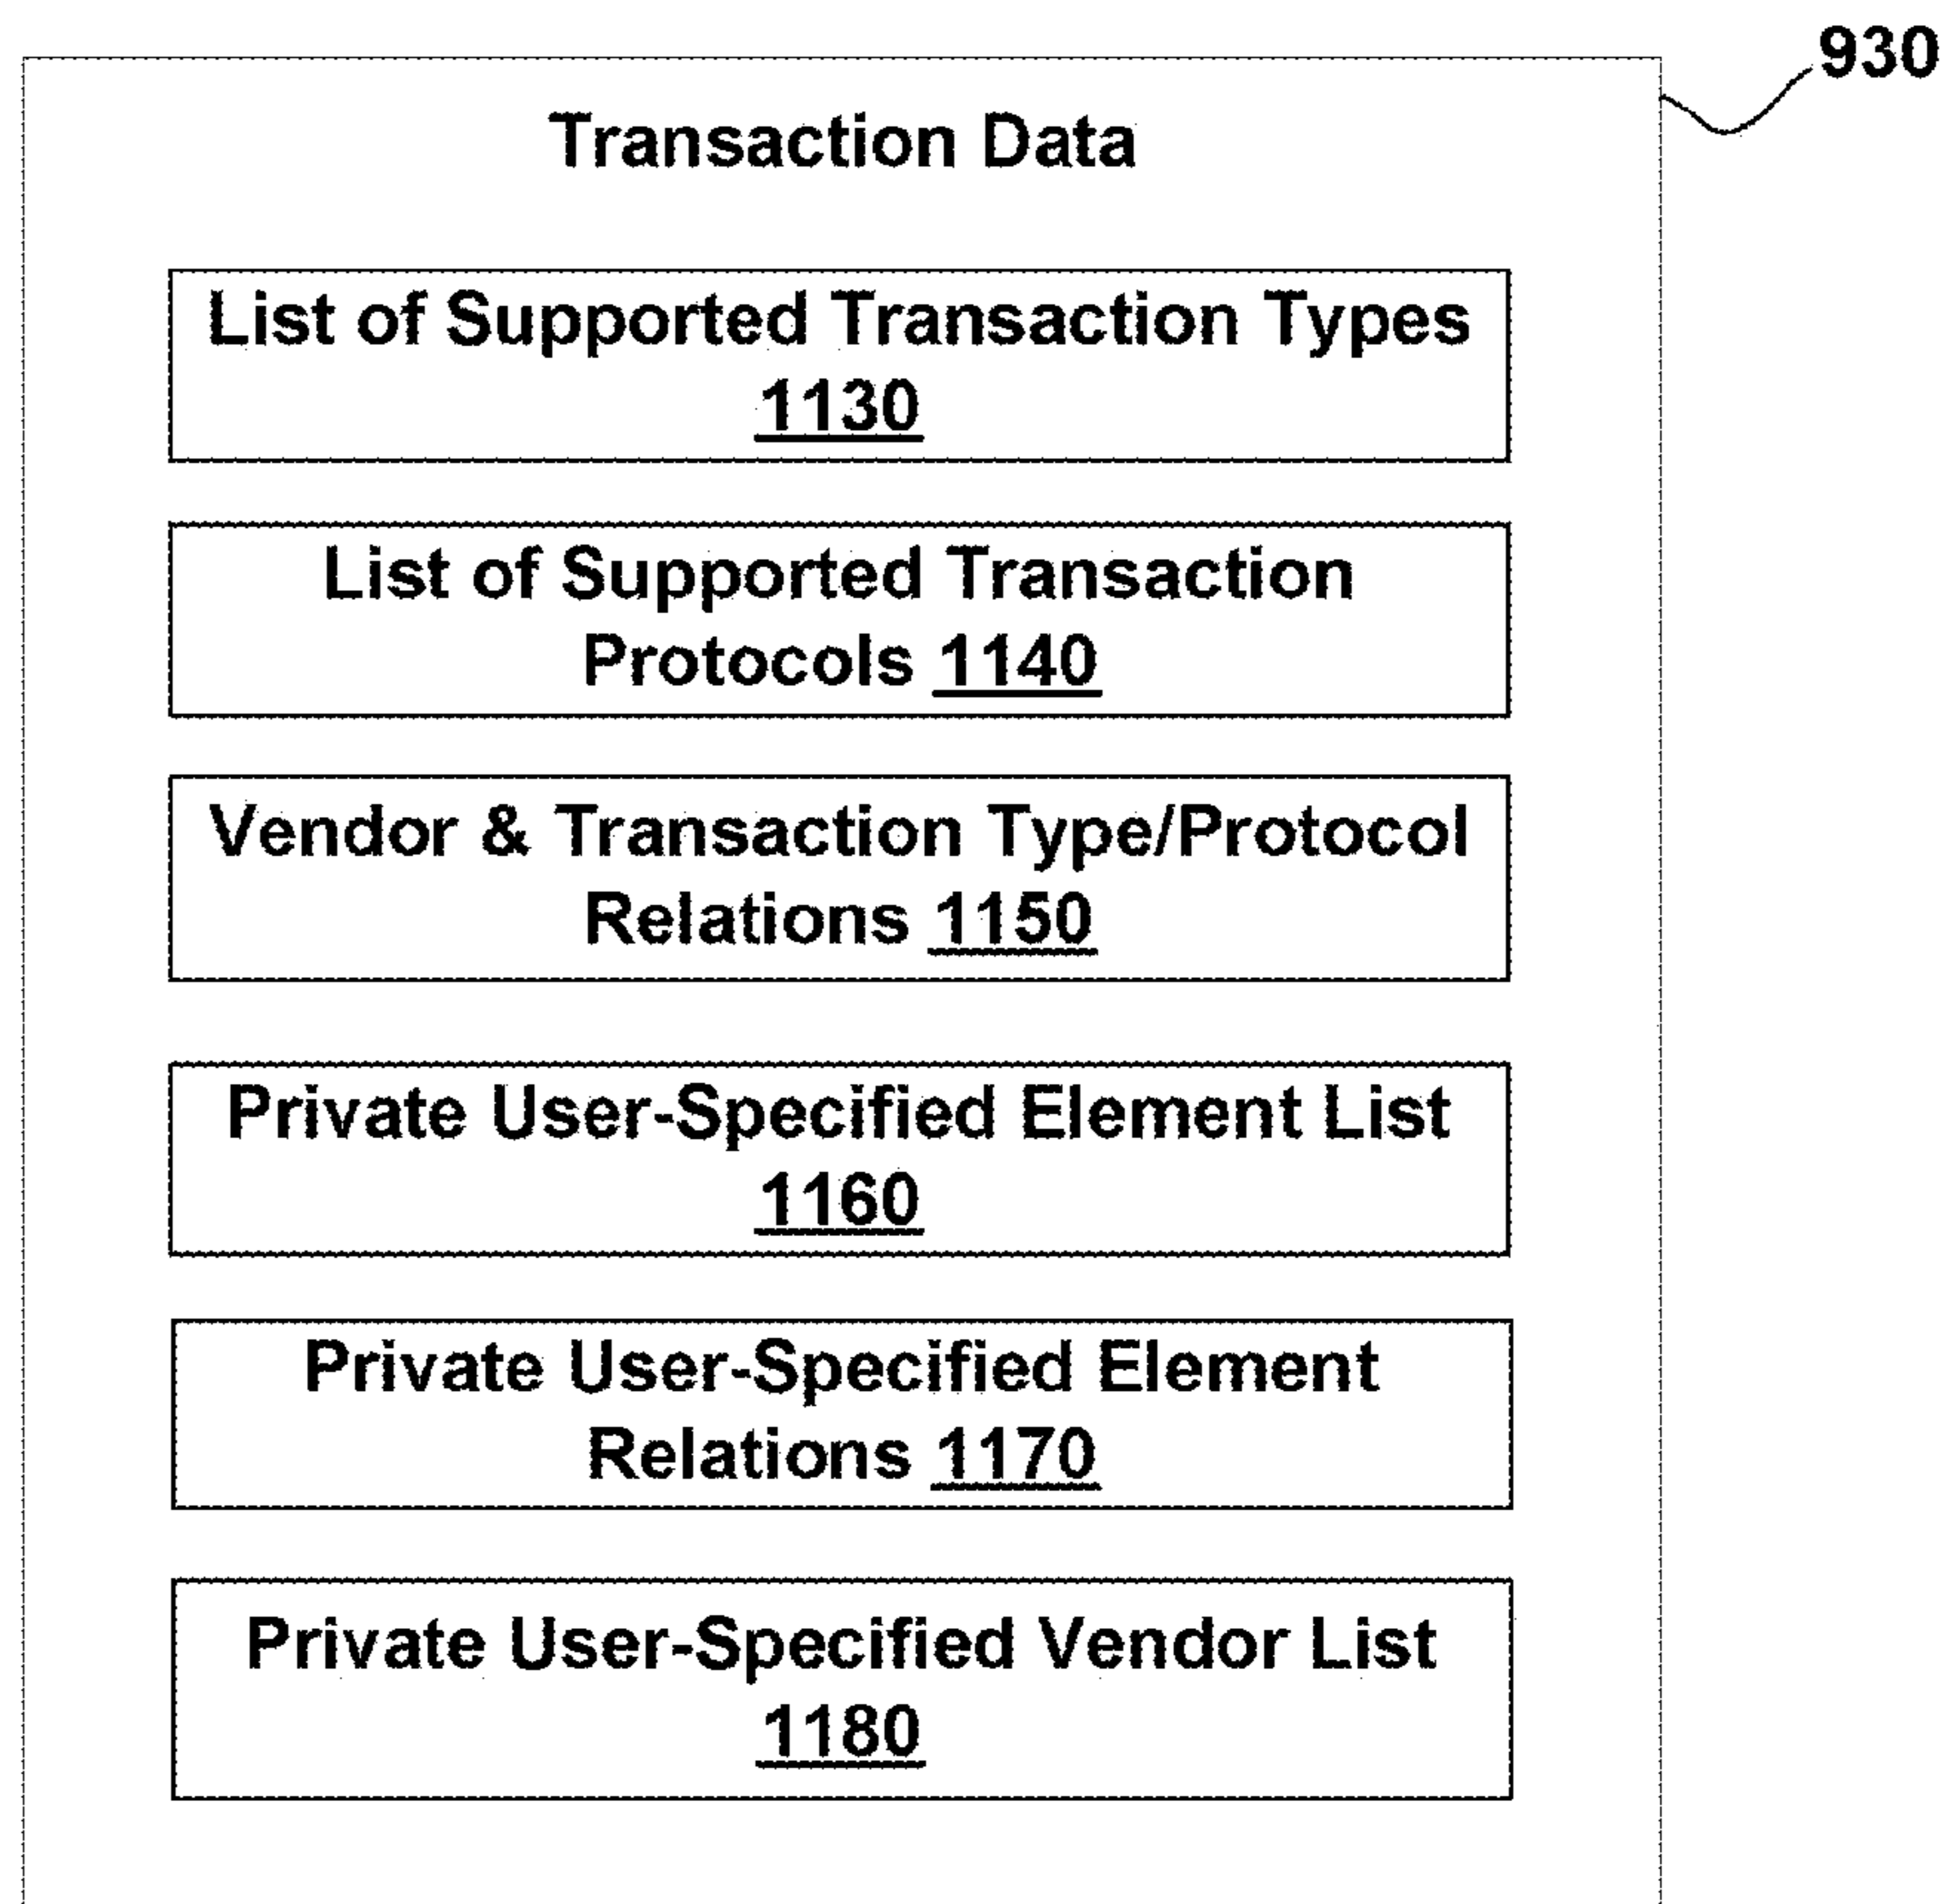 930
Transaction Data
List of Supported Transaction Types
1130
List of Supported Transaction
Protocols 1140
Vendor & Transaction Type/Protocol
Relations 1150
Private User-Specified Element List
1160
Private User-Specified Element
Relations 1170
Private User-Specified Vendor List
1180